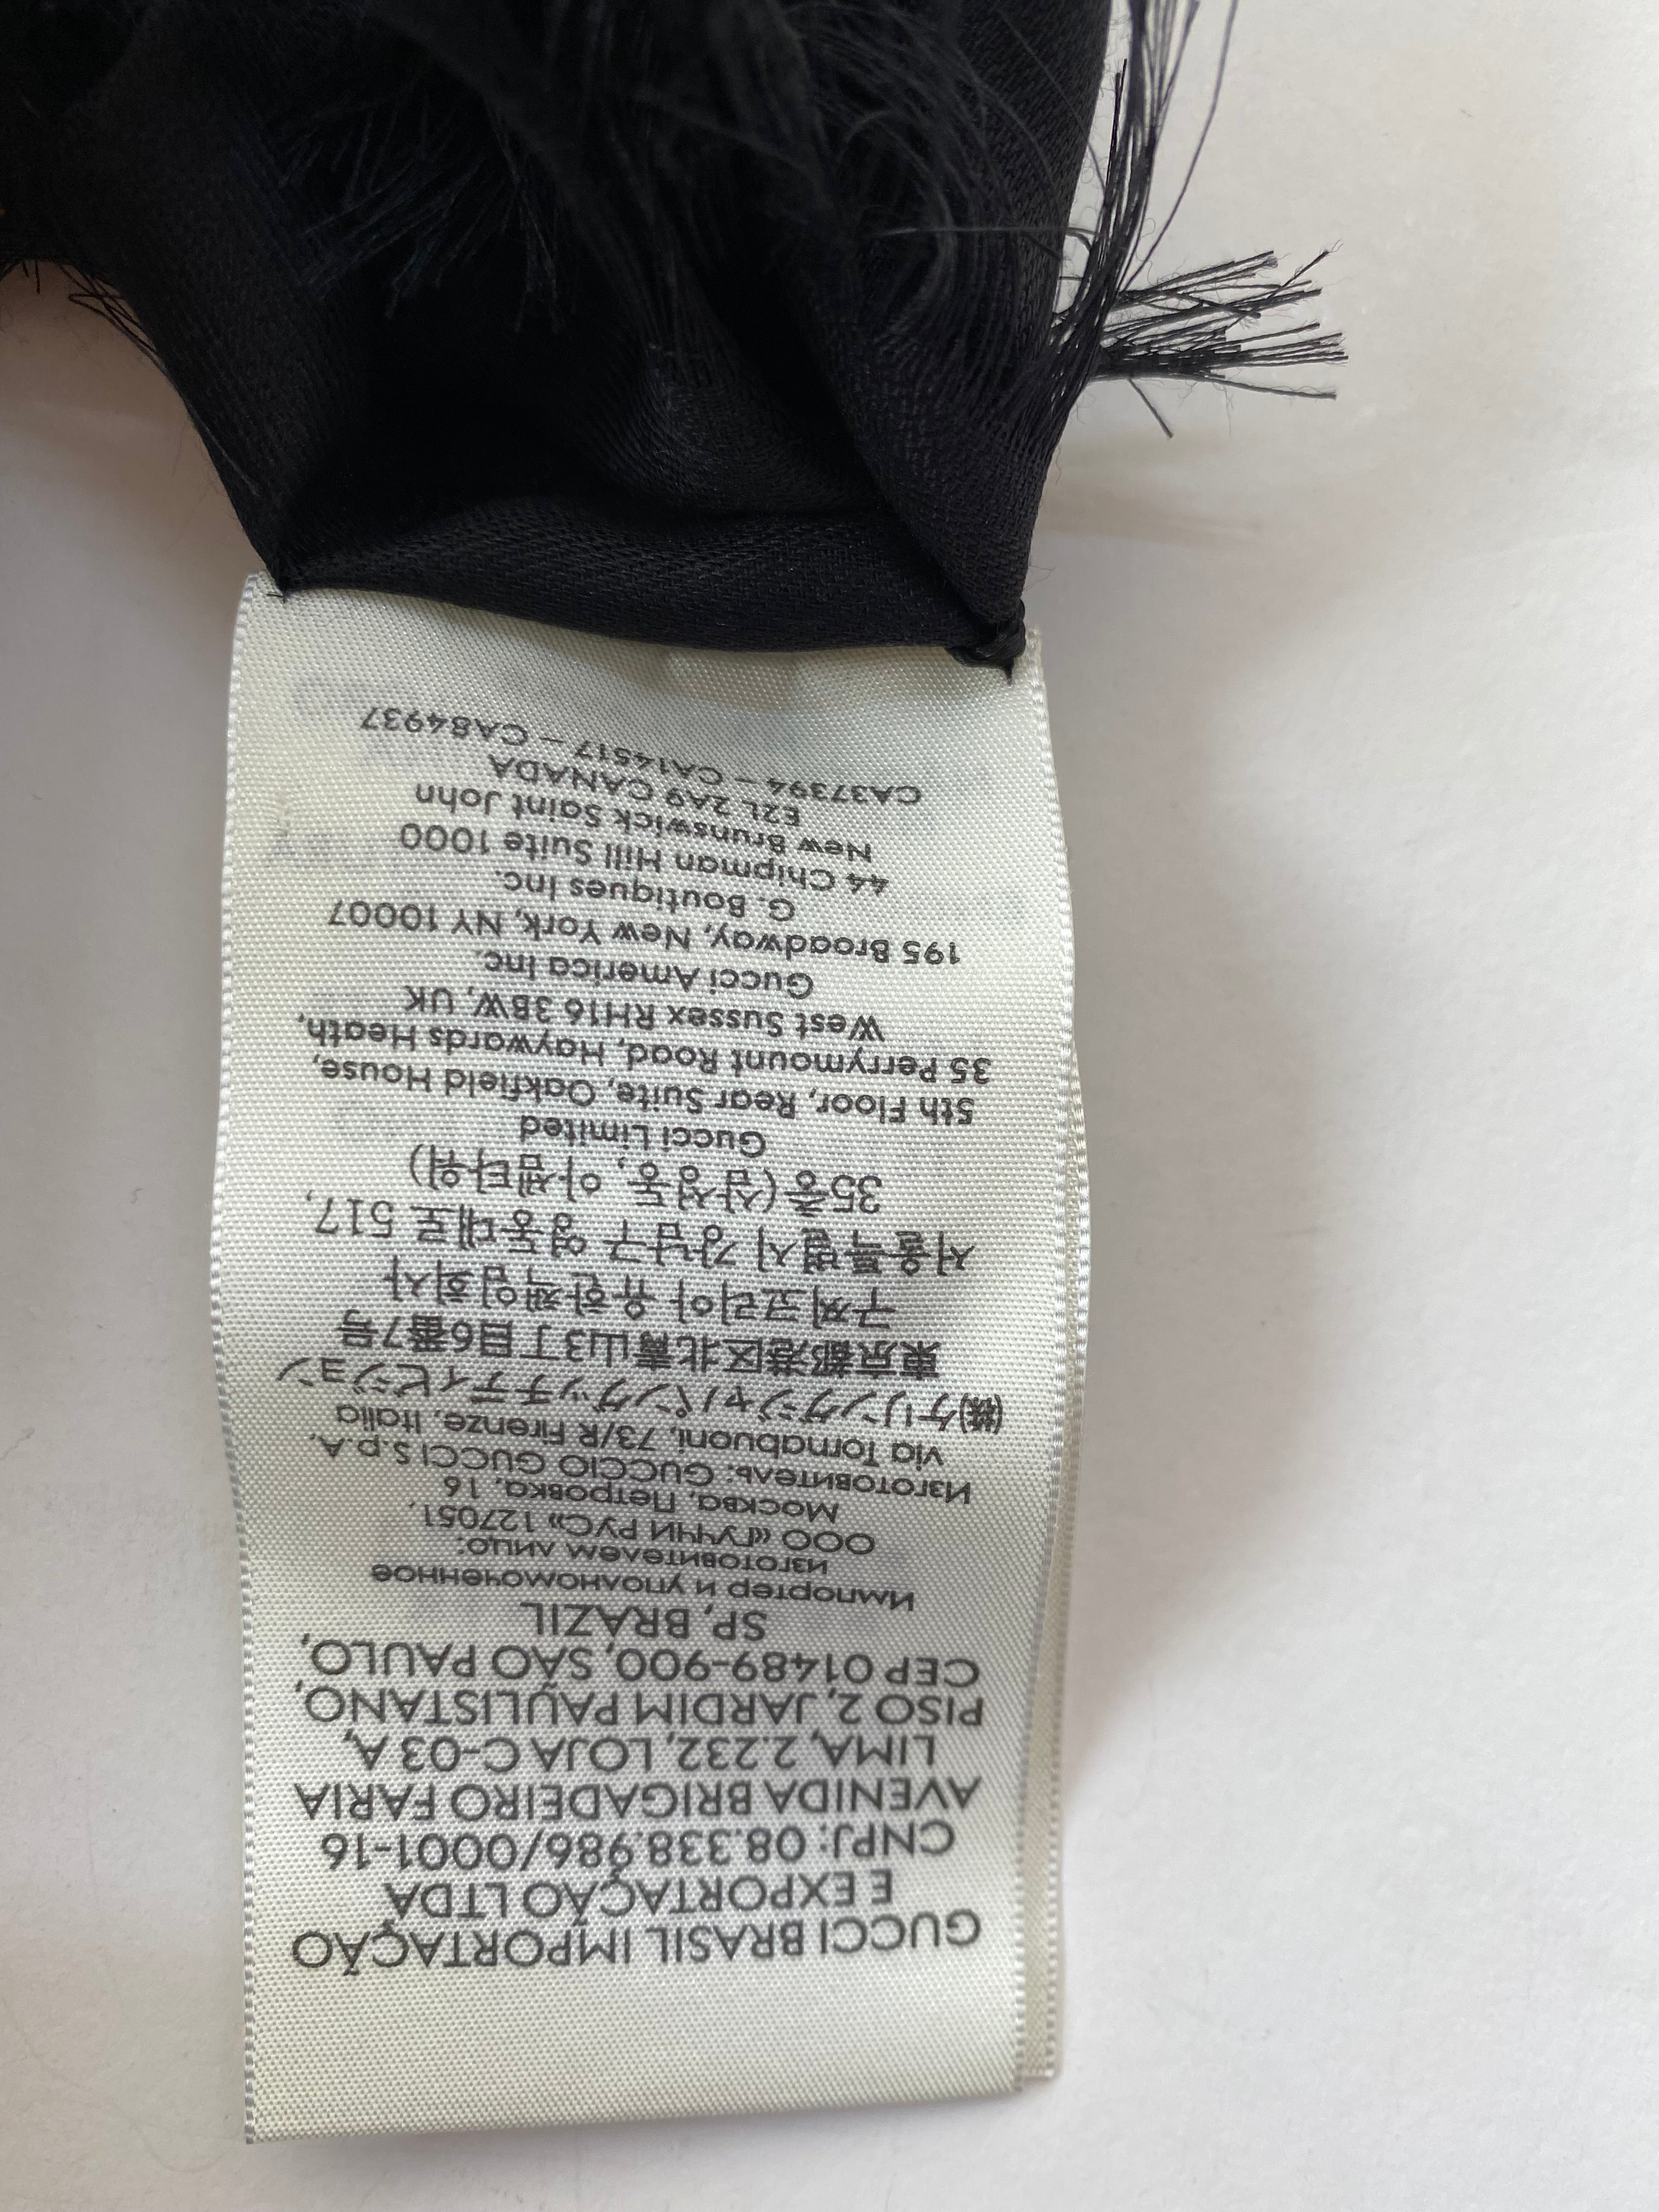 GUCCI BRASIL IMPORTAÇÃO
E EXPORTAÇÃO LTDA
CNPJ: 08.338.986/0001-16
AVENIDA BRIGADEIRO FARIA
LIMA, 2.232, LOJA C-03 A,
PISO 2, JARDIM PAULISTANO,
CEP 01489-900, SÃO PAULO,
SP, BRAZIL
Импортер и уполномоченное
изготовителем лицо:
ООО «ГУЧЧИ РУС» 127051,
Москва, Петровка, 16
Изготовитель: GUCCIO GUCCI S.p.A.
via Tornabuoni, 73/R Firenze, Italia
㈱ケリングジャパングッチディビジョン
東京都港区北青山3丁目6番7号
구찌코리아 유한책임회사
서울특별시 강남구 영동대로 517,
35층(삼성동, 아셈타워)
Gucci Limited
5th Floor, Rear Suite, Oakfield House,
35 Perrymount Road, Haywards Heath,
West Sussex RH16 3BW, UK
Gucci America Inc.
195 Broadway, New York, NY 10007
G. Boutiques Inc.
44 Chipman Hill Suite 1000
New Brunswick Saint John
E2L 2A9 CANADA
CA37394 – CA14517 – CA84937